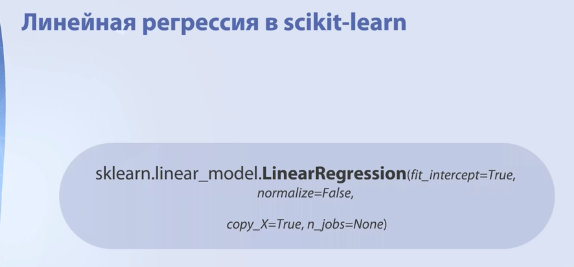 Линейная регрессия в scikit-learn
sklearn.linear_model.LinearRegression(fit_intercept=True,
normalize=False,
copy_X=True, n_jobs=None)